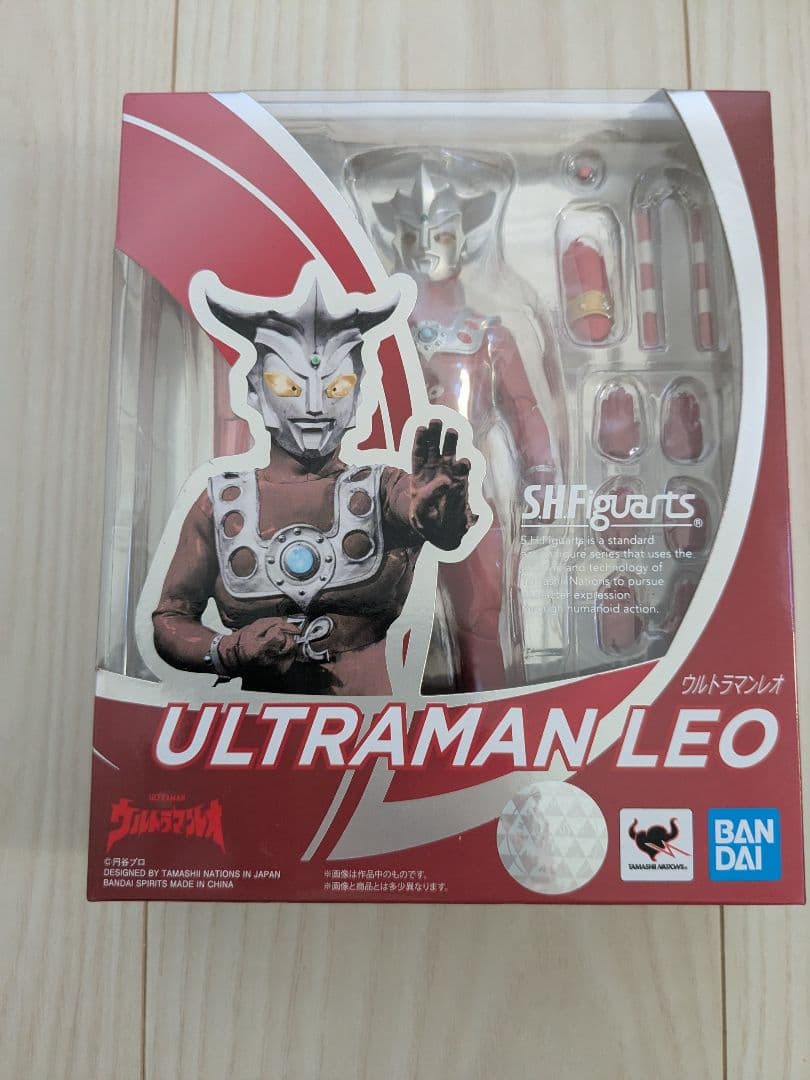 S.H.Figuarts®
S.H.Figuarts is a standard
figure series that uses the
and technology of
Nations to pursue
expression
humanoid action.
ウルトラマンレオ
ULTRAMAN LEO
ULTRAMAN
ウルトラマンレオ
©円谷プロ
DESIGNED BY TAMASHII NATIONS IN JAPAN
BANDAI SPIRITS MADE IN CHINA
※画像は作品中のものです。
※画像と商品とは多少異なります。
TAMASHII NATIONS
BAN
DAI